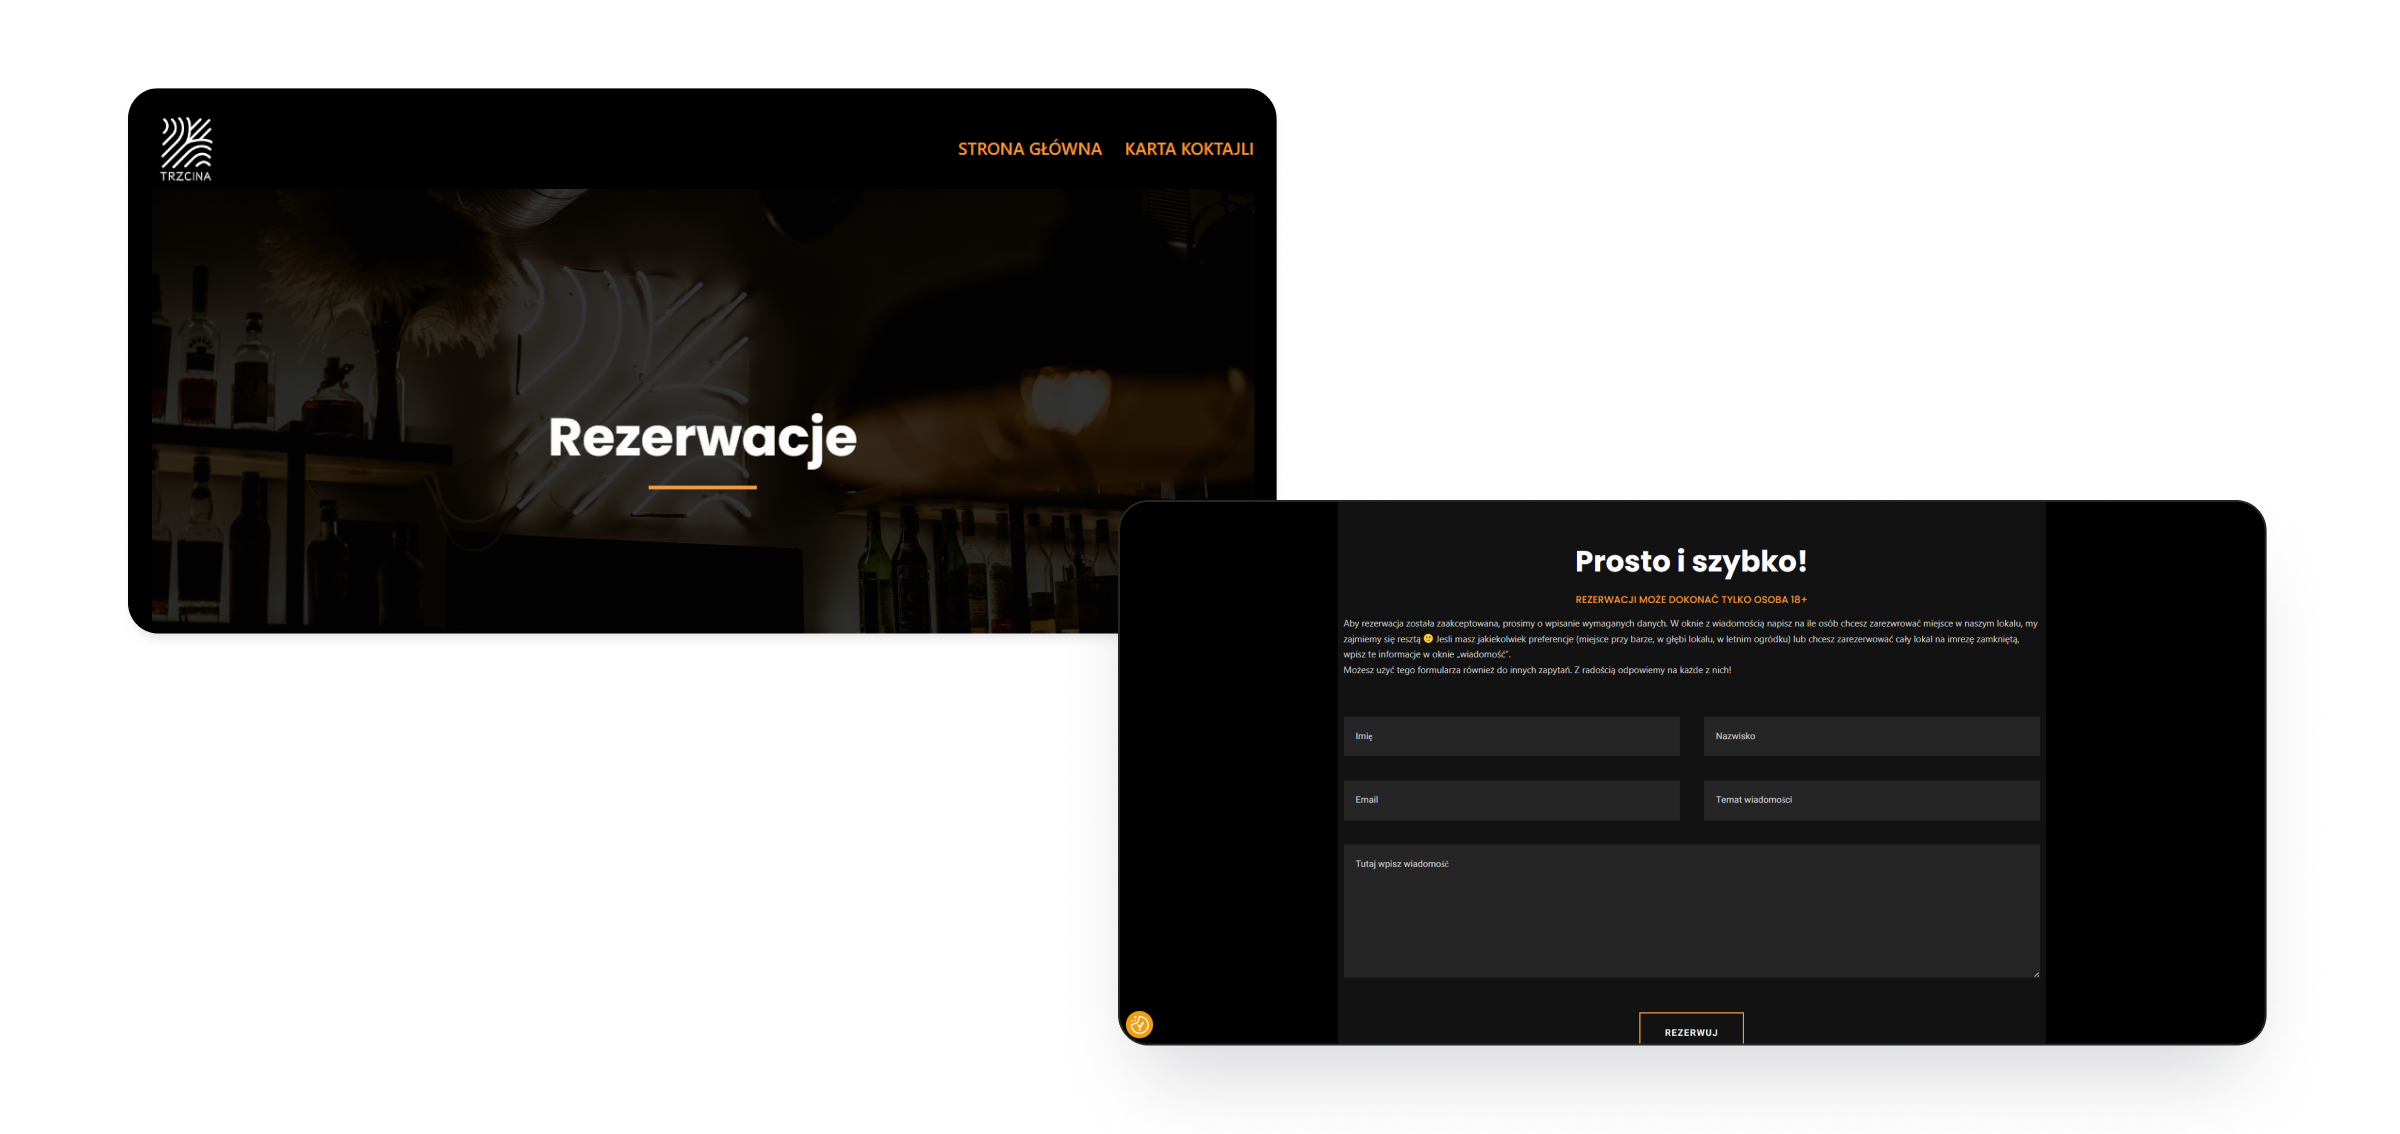 TRZCINA
STRONA GŁÓWNA KARTA KOKTAJLI
Rezerwacje
Prosto i szybko!
REZERWACJI MOŻE DOKONAĆ TYLKO OSOBA 18+
Aby rezerwacja została zaakceptowana, prosimy o wpisanie wymaganych danych. W oknie z wiadomością napisz na ile osób chcesz zarezwrować miejsce w naszym lokalu, my
zajmiemy się resztą 🙂 Jesli masz jakiekolwiek preferencje (miejsce przy barze, w głębi lokalu, w letnim ogródku) lub chcesz zarezerwować cały lokal na imrezę zamkniętą,
wpisz te informacje w oknie „wiadomość”.
Możesz użyć tego formularza również do innych zapytań. Z radością odpowiemy na każde z nich!
Imię Nazwisko
Email Temat wiadomości
Tutaj wpisz wiadomość
REZERWUJ